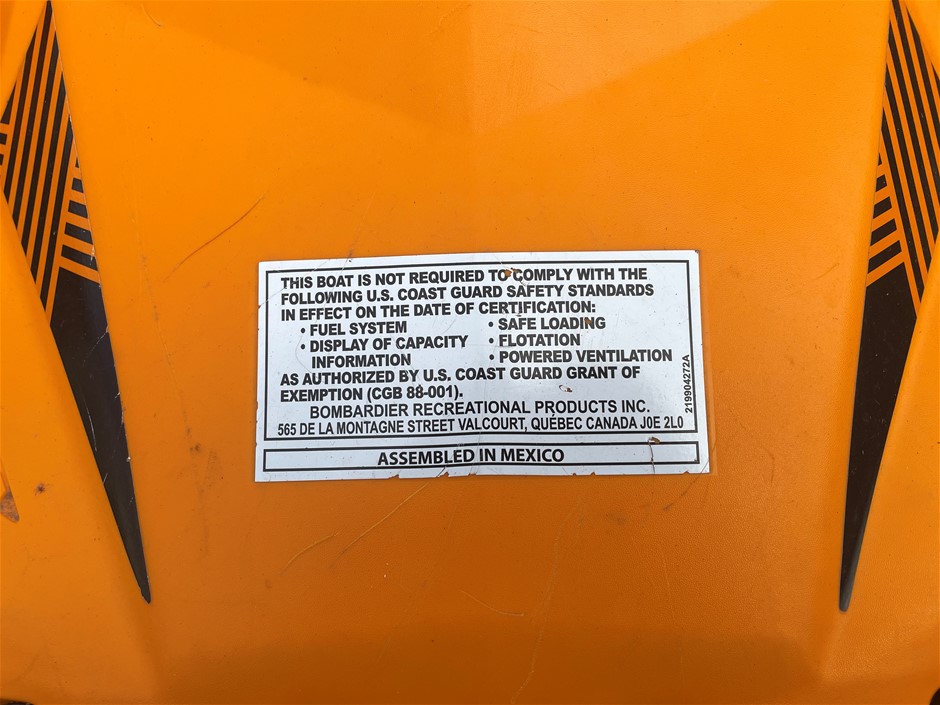 THIS BOAT IS NOT REQUIRED TO COMPLY WITH THE
FOLLOWING U.S. COAST GUARD SAFETY STANDARDS
IN EFFECT ON THE DATE OF CERTIFICATION:
• FUEL SYSTEM
• DISPLAY OF CAPACITY
INFORMATION
• SAFE LOADING
• FLOTATION
• POWERED VENTILATION
AS AUTHORIZED BY U.S. COAST GUARD GRANT OF
EXEMPTION (CGB 88-001).
BOMBARDIER RECREATIONAL PRODUCTS INC.
565 DE LA MONTAGNE STREET VALCOURT, QUÉBEC CANADA J0E 2L0
219904272A
ASSEMBLED IN MEXICO